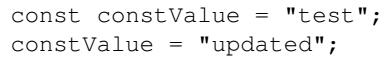 const constValue = "test";
constValue = "updated";